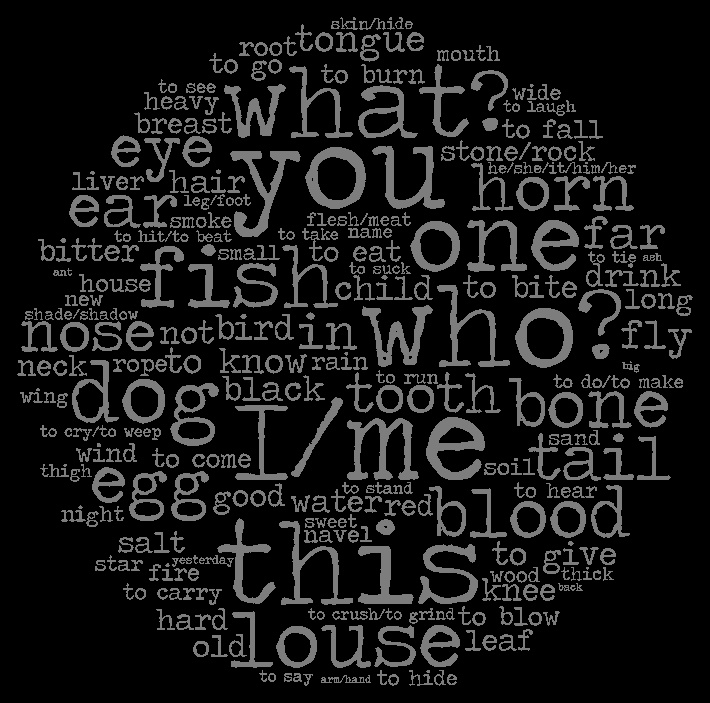 skin/hide
root
tongue
mouth
to go
to burn
to see
what?
wide
heavy
to laugh
breast
to fall
eye
you
stone/rock
he/she/it/him/her
liver
hair
horn
ear
leg/foot
smoke
flesh/meat
one
far
to hit/to beat
to take
name
bitter
small
to eat
to tie
ash
ant
house
fish
to suck
child
to bite
drink
new
long
shade/shadow
nose
not
bird
in
who?
fly
neck
rope
to know
rain
big
wing
dog
black
to run
tooth
to do/to make
bone
to cry/to weep
I/me
sand
wind
to come
soil
tail
thigh
egg
good
water
to stand
red
blood
to hear
night
sweet
navel
this
salt
yesterday
to give
star
fire
wood
thick
to carry
knee
back
hard
to crush/to grind
to blow
old
louse
leaf
to say
arm/hand
to hide